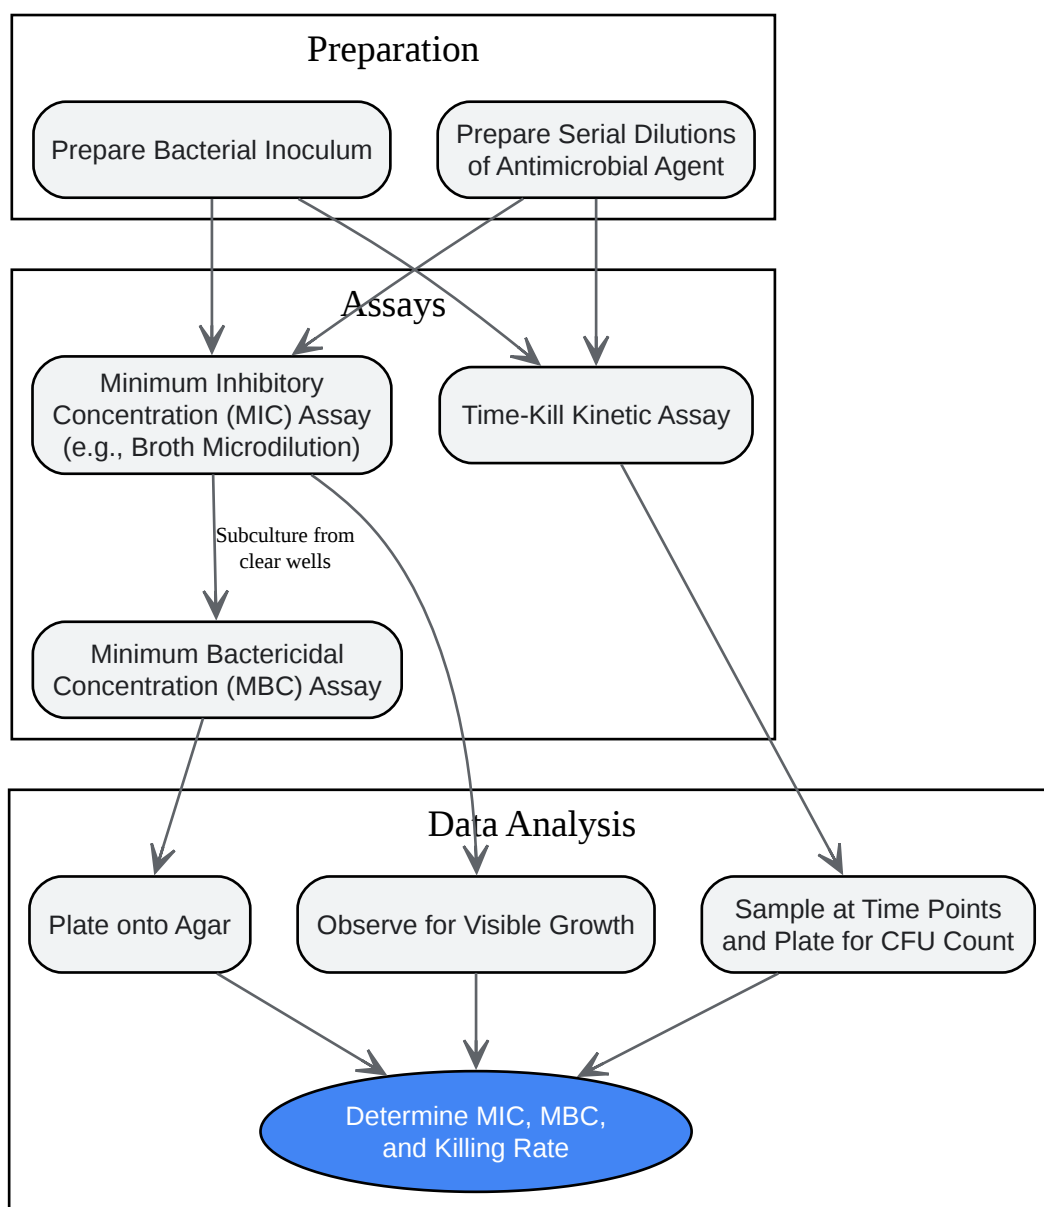 Preparation
Prepare Bacterial Inoculum
Prepare Serial Dilutions
of Antimicrobial Agent
Assays
Minimum Inhibitory
Concentration (MIC) Assay
(e.g., Broth Microdilution)
Time-Kill Kinetic Assay
Subculture from
clear wells
Minimum Bactericidal
Concentration (MBC) Assay
Data Analysis
Plate onto Agar
Observe for Visible Growth
Sample at Time Points
and Plate for CFU Count
Determine MIC, MBC,
and Killing Rate